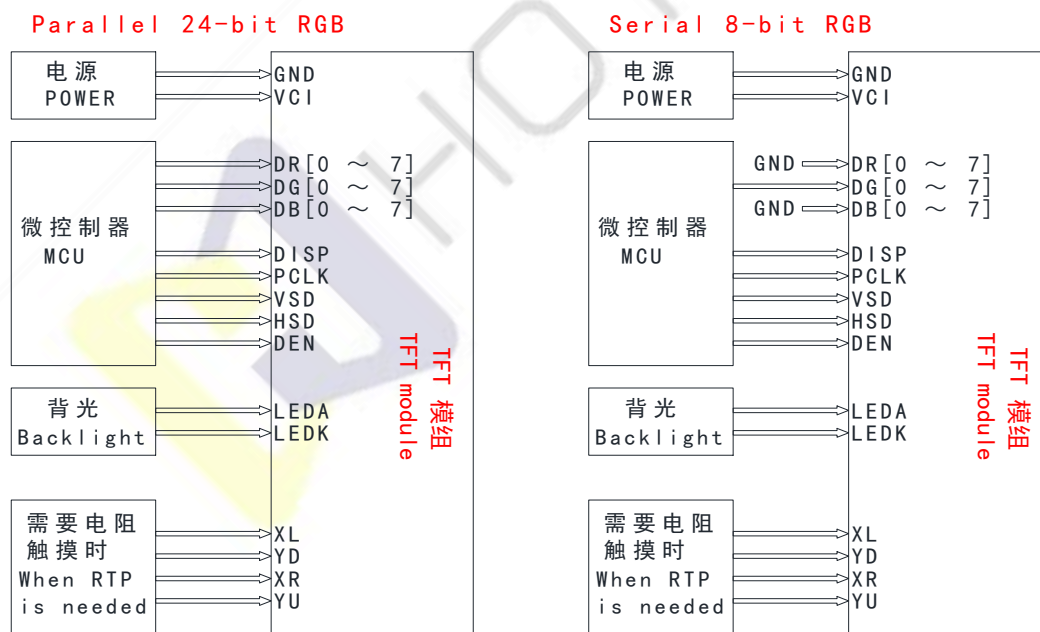 Parallel 24-bit RGB
电源
POWER
GND
VCI
微控制器
MCU
DR[0 ～ 7]
DG[0 ～ 7]
DB[0 ～ 7]
DISP
PCLK
VSD
HSD
DEN
TFT 模组
TFT module
背光
Backlight
LEDA
LEDK
需要电阻
触摸时
When RTP
is needed
XL
YD
XR
YU
Serial 8-bit RGB
电源
POWER
GND
VCI
微控制器
MCU
GND
DR[0 ～ 7]
DG[0 ～ 7]
GND
DB[0 ～ 7]
DISP
PCLK
VSD
HSD
DEN
TFT 模组
TFT module
背光
Backlight
LEDA
LEDK
需要电阻
触摸时
When RTP
is needed
XL
YD
XR
YU